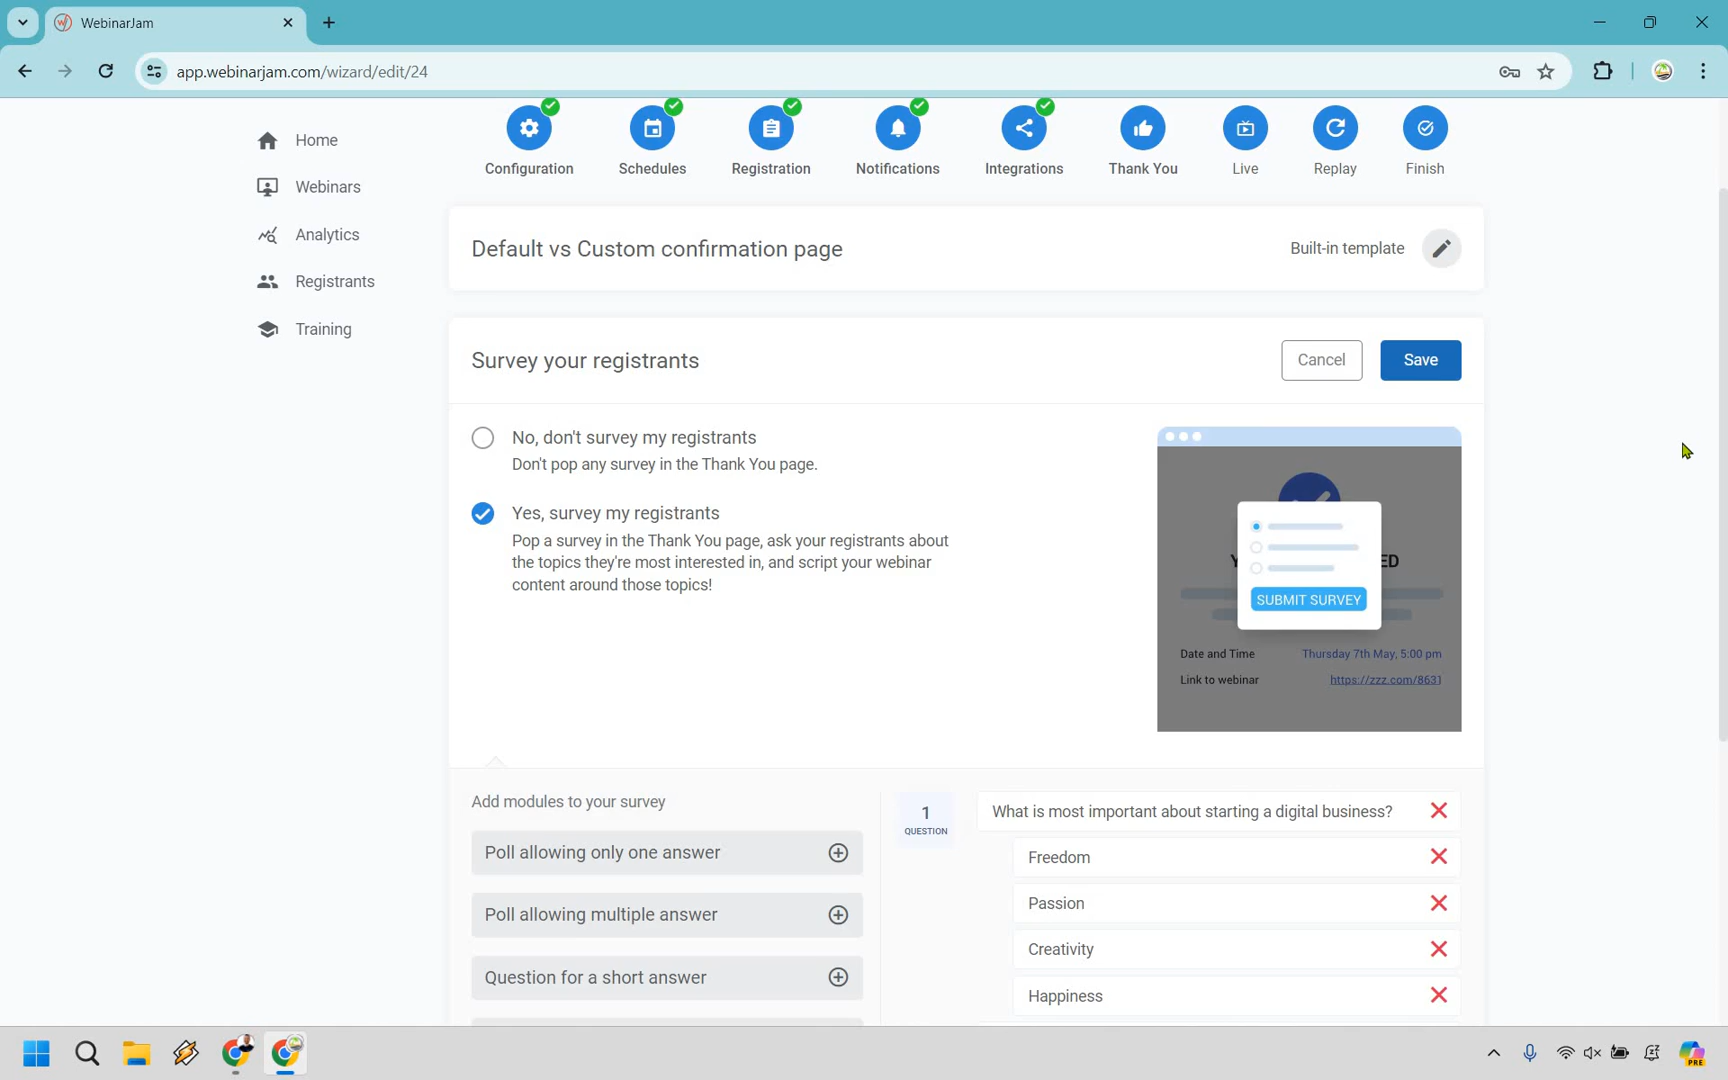 WebinarJam
app.webinarjam.com/wizard/edit/24
Home
Webinars
Analytics
Registrants
Training
Configuration
Schedules
Registration
Notifications
Integrations
Thank You
Live
Replay
Finish
Default vs Custom confirmation page
Built-in template
Survey your registrants
Cancel
Save
No, don't survey my registrants
Don't pop any survey in the Thank You page.
Yes, survey my registrants
Pop a survey in the Thank You page, ask your registrants about
the topics they're most interested in, and script your webinar
content around those topics!
Y
ED
SUBMIT SURVEY
Date and Time
Thursday 7th May, 5:00 pm
Link to webinar
https://zzz.com/8631
Add modules to your survey
Poll allowing only one answer
Poll allowing multiple answer
Question for a short answer
1
QUESTION
What is most important about starting a digital business?
Freedom
Passion
Creativity
Happiness
PRE